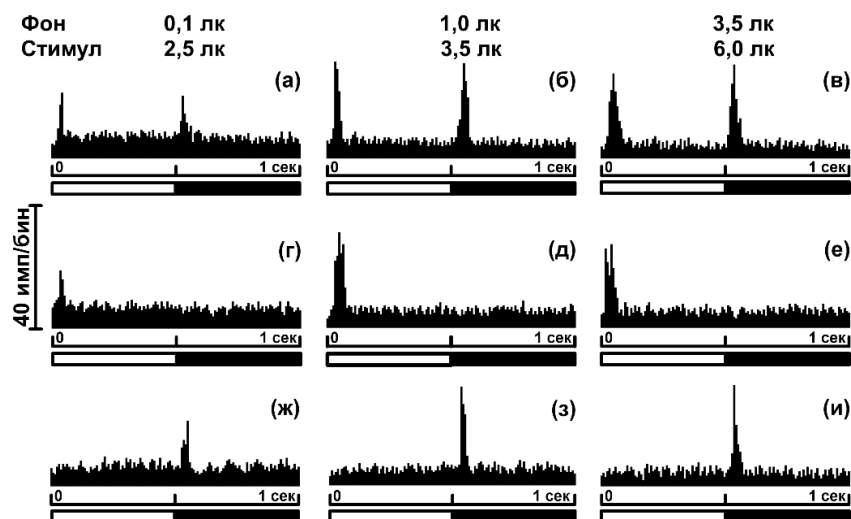 Фон 0,1 лк 1,0 лк 3,5 лк
Стимул 2,5 лк 3,5 лк 6,0 лк
(а) (б) (в)
0 1 сек 0 1 сек 0 1 сек
40 имп/бин
(г) (д) (е)
0 1 сек 0 1 сек 0 1 сек
(ж) (з) (и)
0 1 сек 0 1 сек 0 1 сек